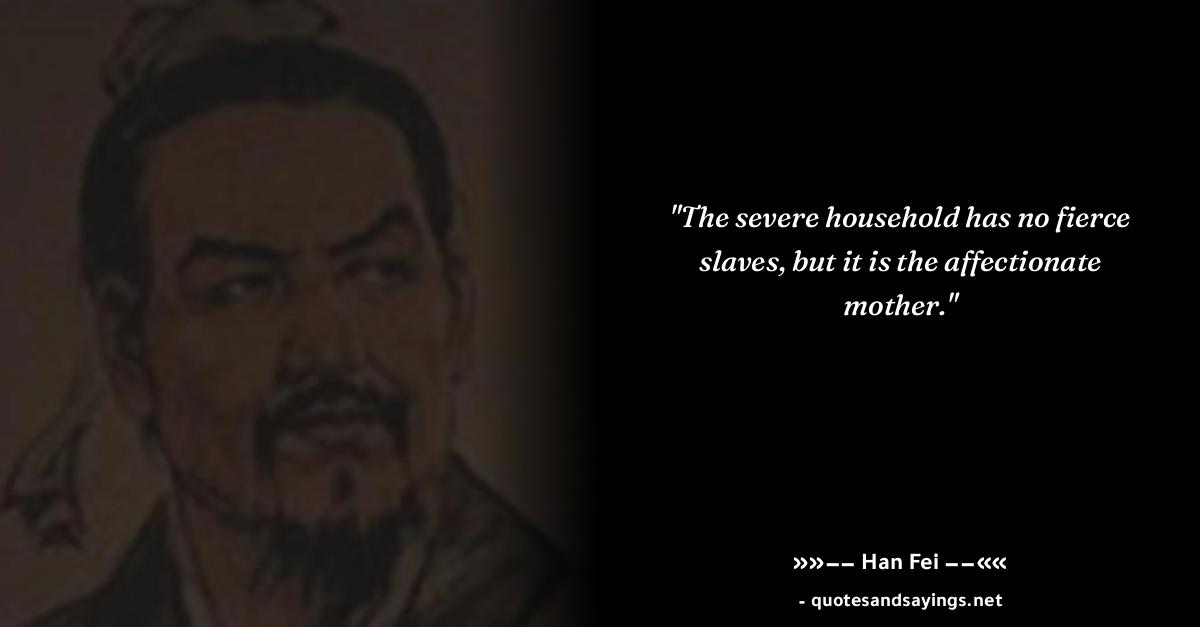 "The severe household has no fierce
slaves, but it is the affectionate
mother."
»»»−− Han Fei −−«««
- quotesandsayings.net